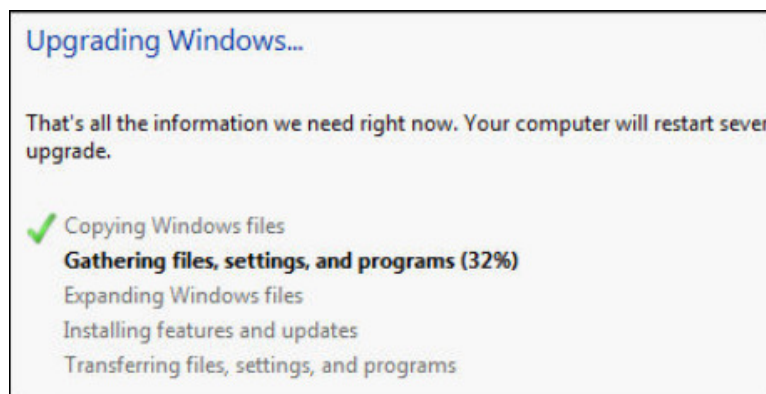 Upgrading Windows...
That's all the information we need right now. Your computer will restart
upgrade.
Copying Windows files
Gathering files, settings, and programs (32%)
Expanding Windows files
Installing features and updates
Transferring files, settings, and programs